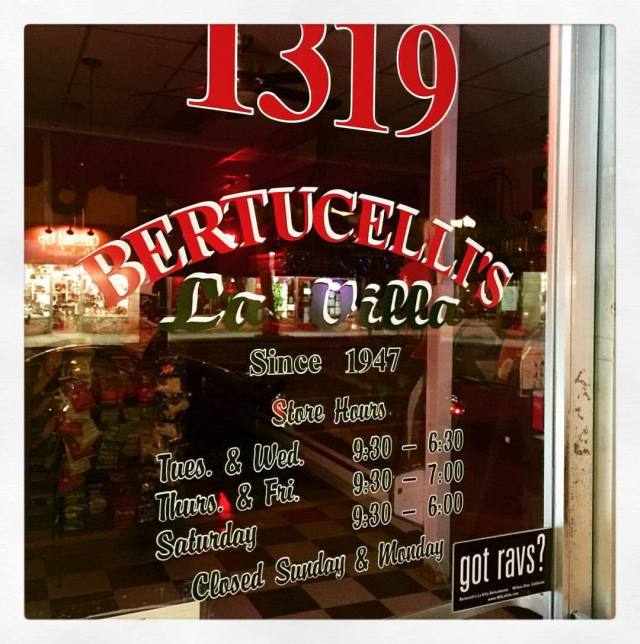 1319
BERTUCELLI'S
La Villa
Since 1947
Store Hours
Tues. & Wed. 9:30 – 6:30
Thurs. & Fri. 9:30 – 7:00
Saturday 9:30 – 6:00
Closed Sunday & Monday
got ravs?